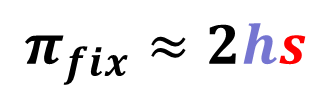 π_fix ≈ 2hs